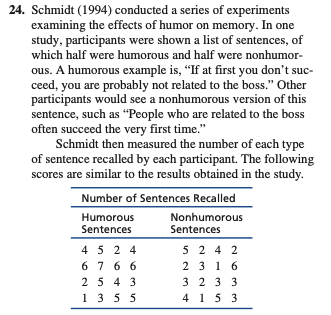 24. Schmidt (1994) conducted a series of experiments
examining the effects of humor on memory. In one
study, participants were shown a list of sentences, of
which half were humorous and half were nonhumor-
ous. A humorous example is, “If at first you don’t suc-
ceed, you are probably not related to the boss.” Other
participants would see a nonhumorous version of this
sentence, such as “People who are related to the boss
often succeed the very first time.”
Schmidt then measured the number of each type
of sentence recalled by each participant. The following
scores are similar to the results obtained in the study.
Number of Sentences Recalled
Humorous Nonhumorous
Sentences Sentences
4 5 2 4 5 2 4 2
6 7 6 6 2 3 1 6
2 5 4 3 3 2 3 3
1 3 5 5 4 1 5 3